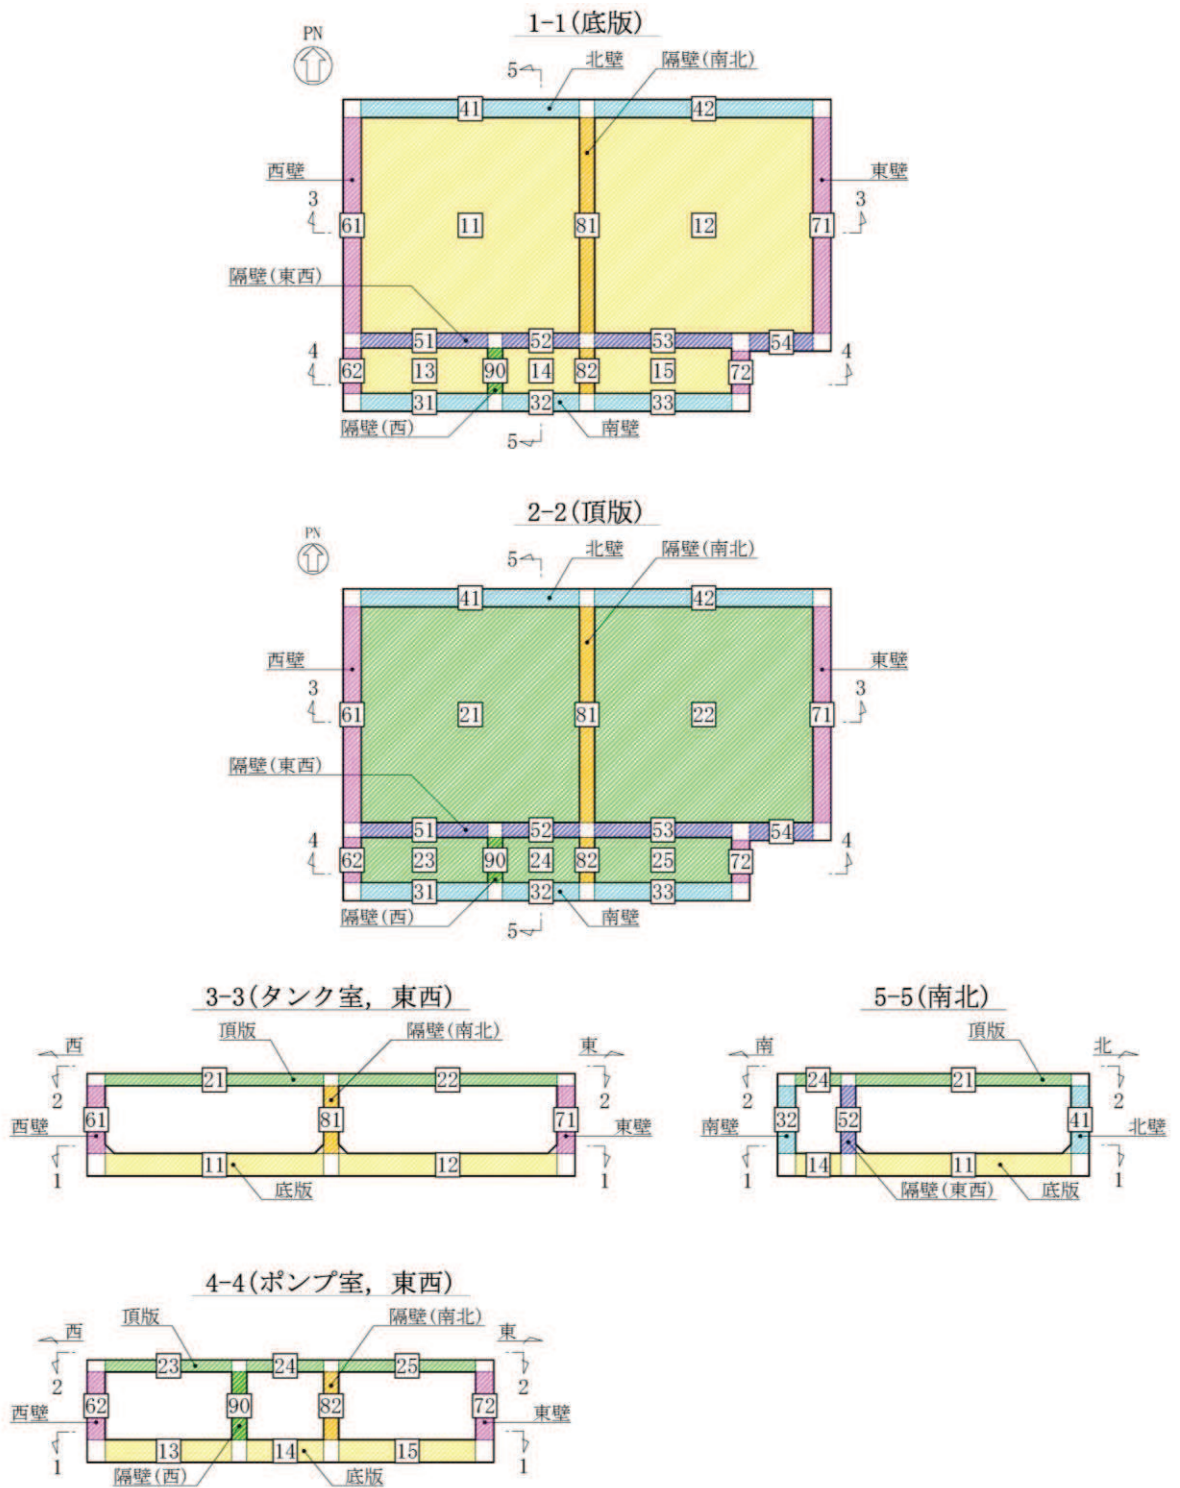 1-1(底版)
PN
5
北壁
隔壁(南北)
41
42
西壁
東壁
3
3
61
11
81
12
71
隔壁(東西)
51
52
53
54
4
4
62
13
90
14
82
15
72
31
32
33
隔壁(西)
5
南壁
2-2(頂版)
PN
5
北壁
隔壁(南北)
41
42
西壁
東壁
3
3
61
21
81
22
71
隔壁(東西)
51
52
53
54
4
4
62
23
90
24
82
25
72
31
32
33
隔壁(西)
5
南壁
3-3(タンク室, 東西)
頂版
隔壁(南北)
西
東
21
22
2
2
61
81
71
西壁
東壁
11
12
1
1
底版
5-5(南北)
頂版
南
北
24
21
2
2
32
52
41
南壁
北壁
14
11
1
1
隔壁(東西)
底版
4-4(ポンプ室, 東西)
頂版
隔壁(南北)
西
東
23
24
25
2
2
62
90
82
72
西壁
東壁
13
14
15
1
1
隔壁(西)
底版